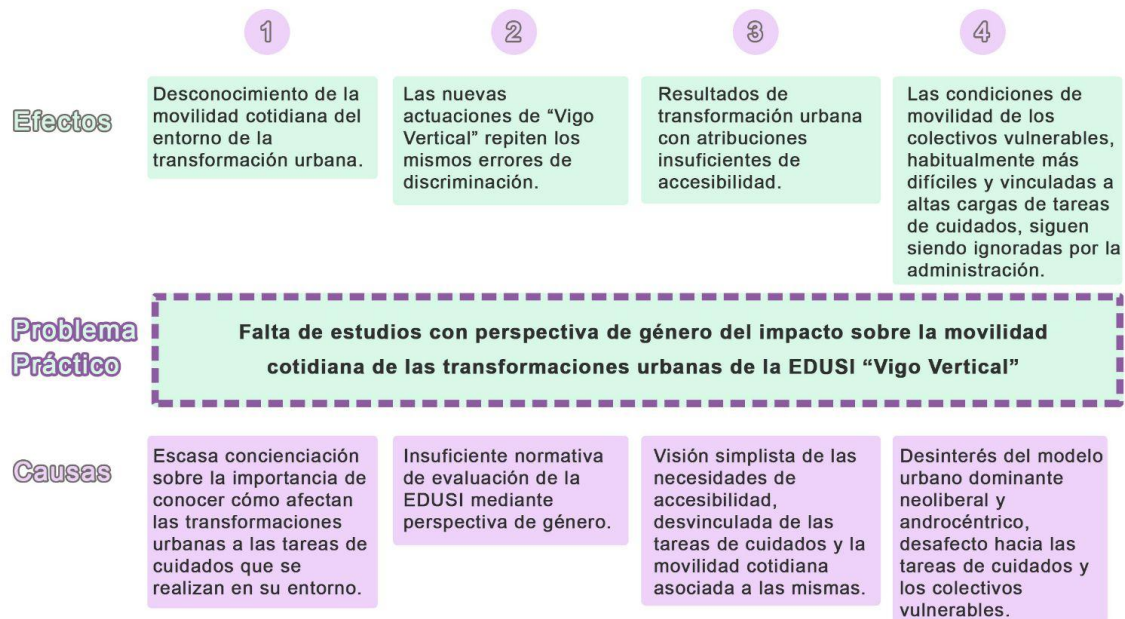 1
2
3
4
Efectos
Desconocimiento de la
movilidad cotidiana del
entorno de la
transformación urbana.
Las nuevas
actuaciones de “Vigo
Vertical” repiten los
mismos errores de
discriminación.
Resultados de
transformación urbana
con atribuciones
insuficientes de
accesibilidad.
Las condiciones de
movilidad de los
colectivos vulnerables,
habitualmente más
difíciles y vinculadas a
altas cargas de tareas
de cuidados, siguen
siendo ignoradas por la
administración.
Problema
Práctico
Falta de estudios con perspectiva de género del impacto sobre la movilidad
cotidiana de las transformaciones urbanas de la EDUSI “Vigo Vertical”
Causas
Escasa concienciación
sobre la importancia de
conocer cómo afectan
las transformaciones
urbanas a las tareas de
cuidados que se
realizan en su entorno.
Insuficiente normativa
de evaluación de la
EDUSI mediante
perspectiva de género.
Visión simplista de las
necesidades de
accesibilidad,
desvinculada de las
tareas de cuidados y la
movilidad cotidiana
asociada a las mismas.
Desinterés del modelo
urbano dominante
neoliberal y
androcéntrico,
desafecto hacia las
tareas de cuidados y
los colectivos
vulnerables.